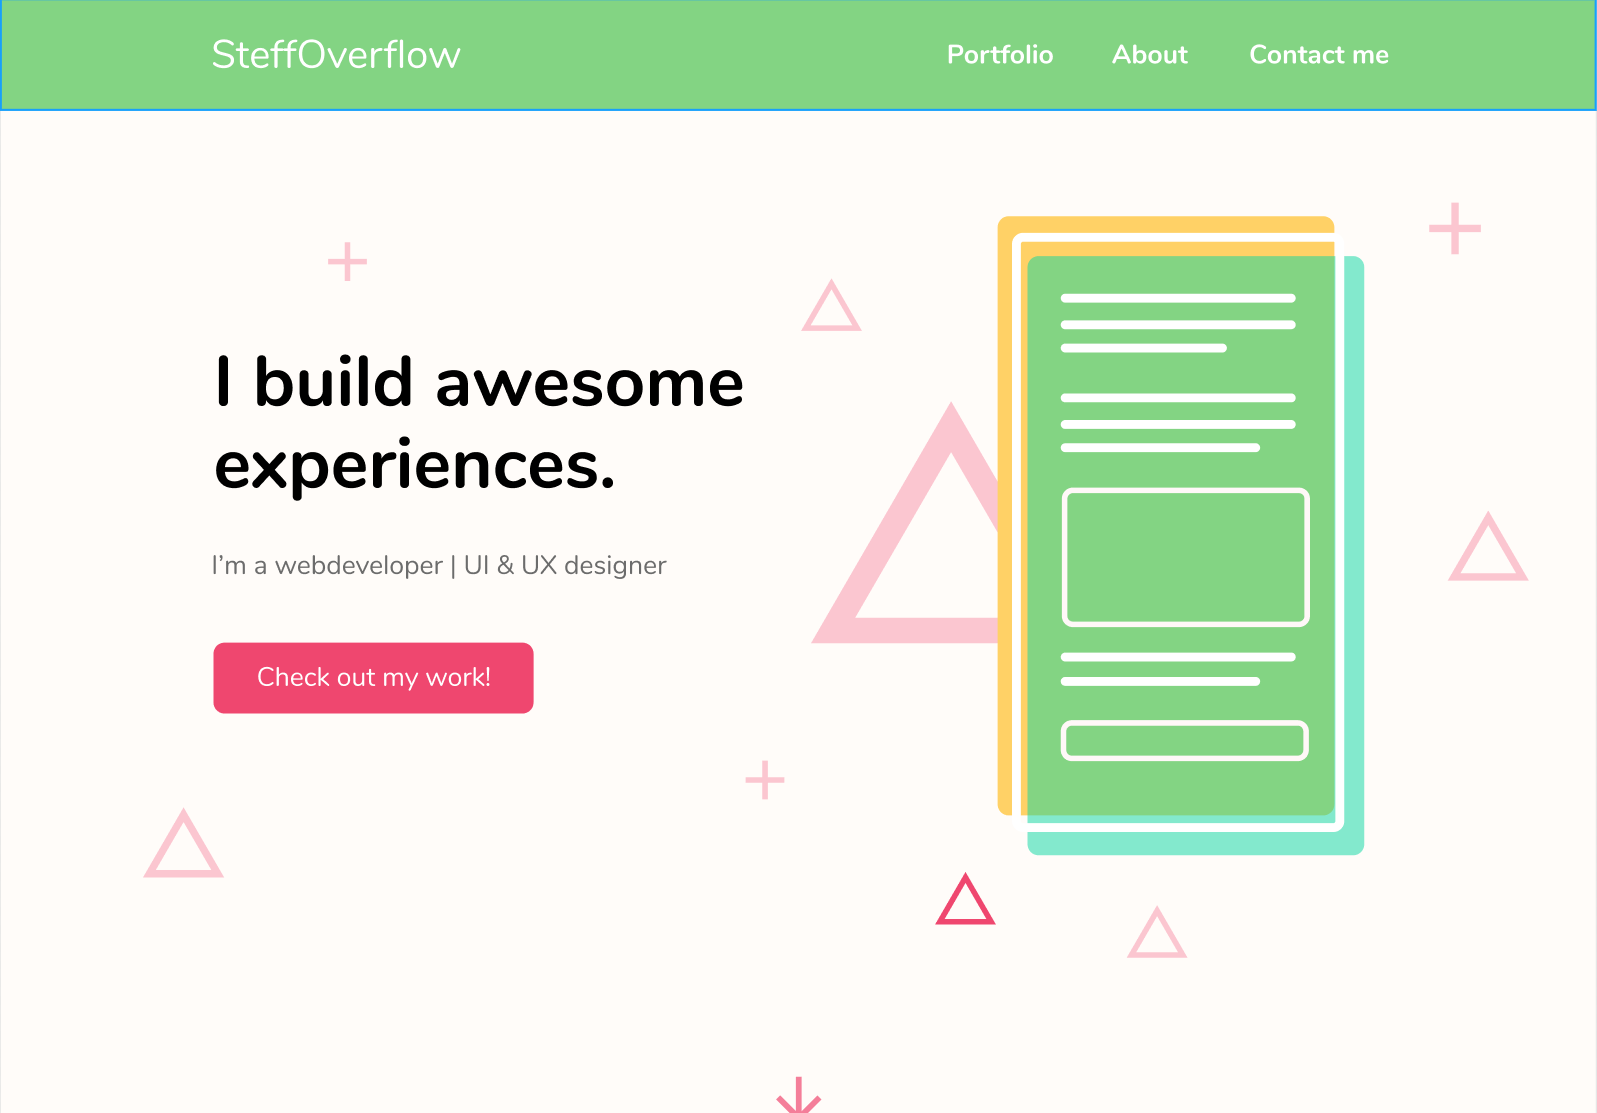 SteffOverflow
Portfolio About Contact me
I build awesome
experiences.
I’m a webdeveloper | UI & UX designer
Check out my work!